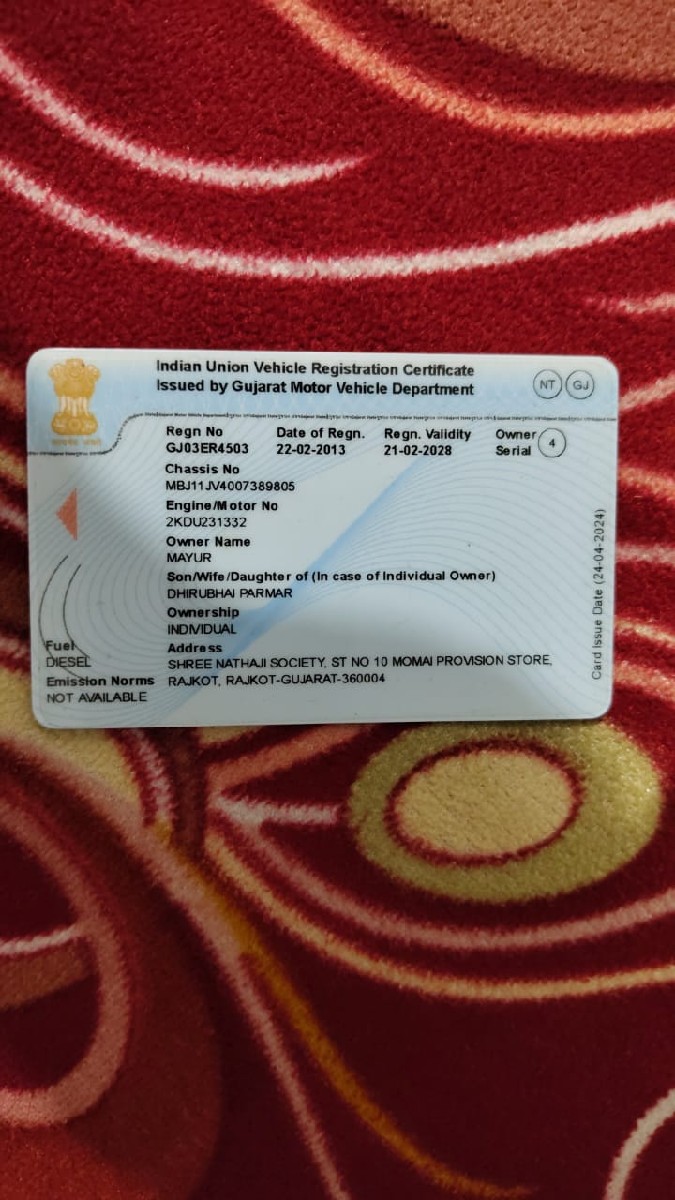 Indian Union Vehicle Registration Certificate
Issued by Gujarat Motor Vehicle Department
NT GJ
Regn No Date of Regn. Regn. Validity Owner Serial 4
GJ03ER4503 22-02-2013 21-02-2028
Chassis No
MBJ11JV4007389805
Engine/Motor No
2KDU231332
Owner Name
MAYUR
Son/Wife/Daughter of (In case of Individual Owner)
DHIRUBHAI PARMAR
Ownership
INDIVIDUAL
Address
SHREE NATHAJI SOCIETY, ST NO 10 MOMAI PROVISION STORE,
RAJKOT, RAJKOT-GUJARAT-360004
Fuel
DIESEL
Emission Norms
NOT AVAILABLE
Card Issue Date (24-04-2024)